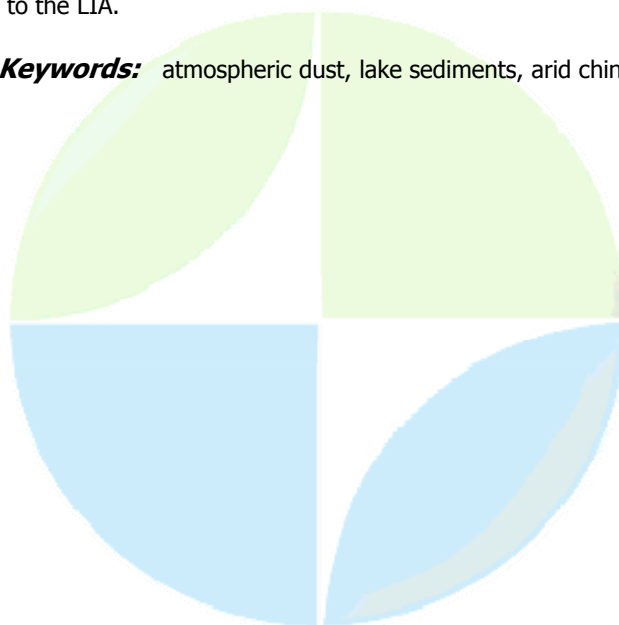 to the LIA.
Keywords: atmospheric dust, lake sediments, arid chin